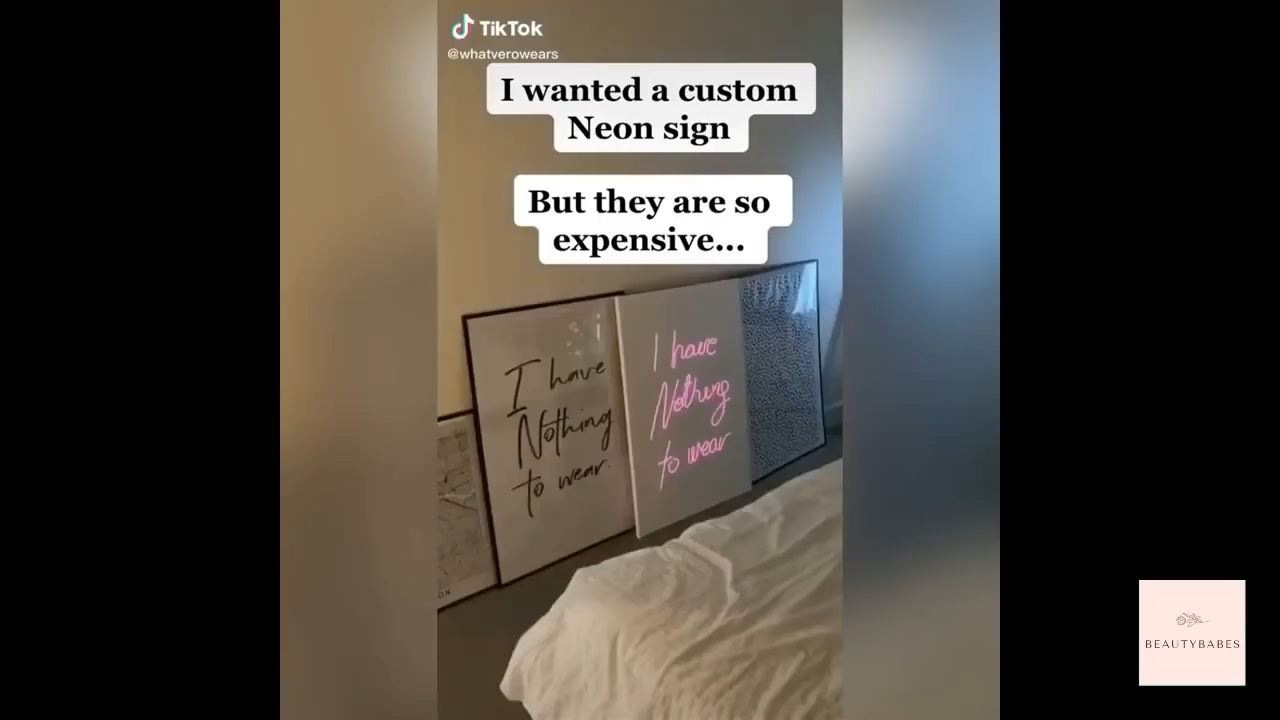 TikTok
@whatverowears
I wanted a custom
Neon sign
But they are so
expensive...
I have
Nothing
to wear.
I have
Nothing
to wear
BEAUTYBABES